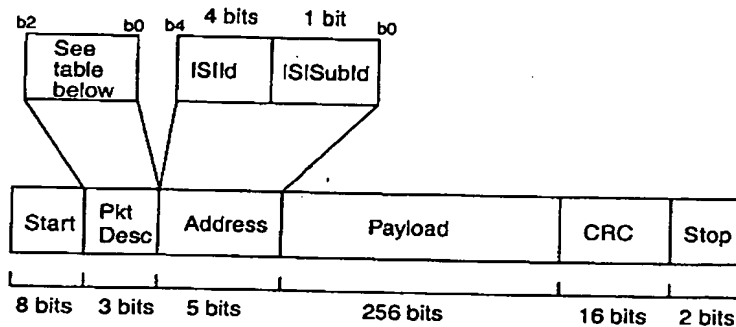 4 bits 1 bit
b2 b0 b4 b0
See table below ISIId ISISubId
Start Pkt Desc Address Payload CRC Stop
8 bits 3 bits 5 bits 256 bits 16 bits 2 bits